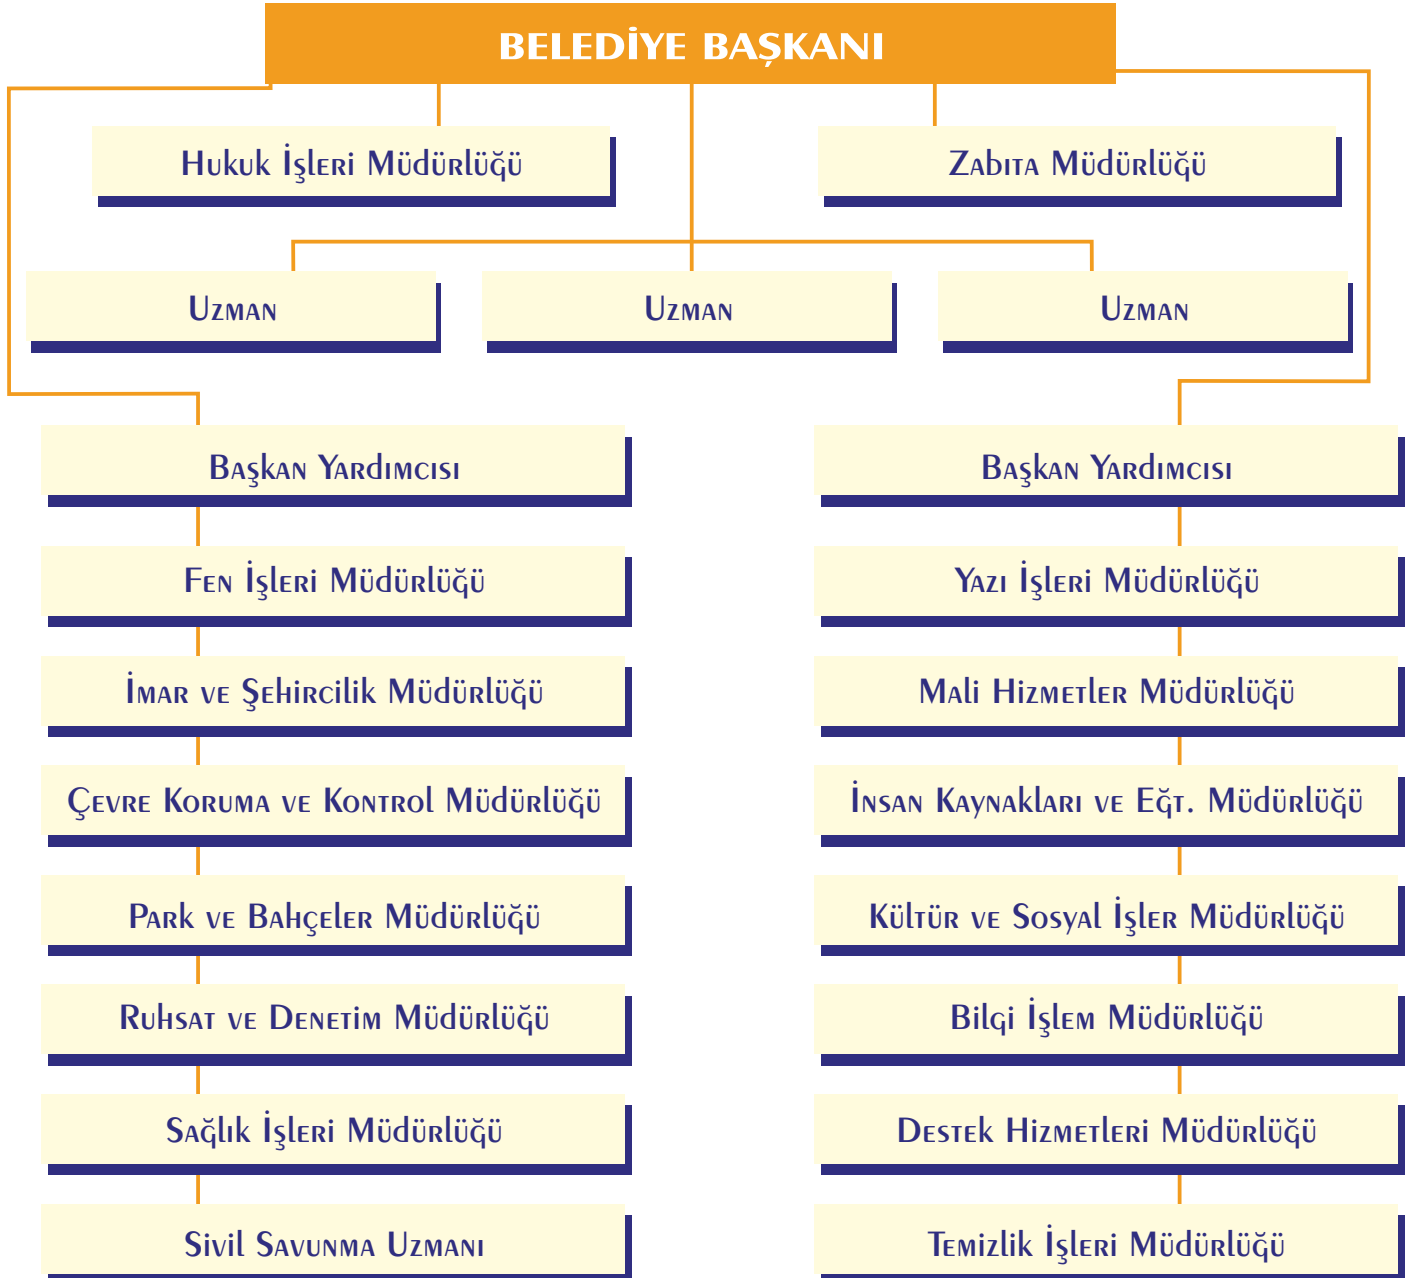 BELEDİYE BAŞKANI
Hukuk İşleri Müdürlüğü
Zabıta Müdürlüğü
Uzman
Uzman
Uzman
Başkan Yardımcısı
Fen İşleri Müdürlüğü
İmar ve Şehircilik Müdürlüğü
Çevre Koruma ve Kontrol Müdürlüğü
Park ve Bahçeler Müdürlüğü
Ruhsat ve Denetim Müdürlüğü
Sağlık İşleri Müdürlüğü
Sivil Savunma Uzmanı
Başkan Yardımcısı
Yazı İşleri Müdürlüğü
Mali Hizmetler Müdürlüğü
İnsan Kaynakları ve Eğt. Müdürlüğü
Kültür ve Sosyal İşler Müdürlüğü
Bilgi İşlem Müdürlüğü
Destek Hizmetleri Müdürlüğü
Temizlik İşleri Müdürlüğü